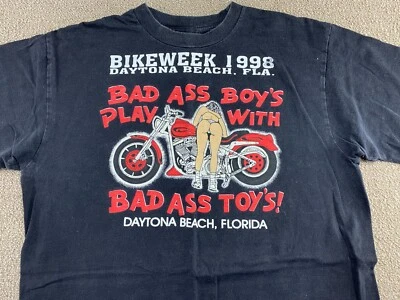 BIKEWEEK 1998
DAYTONA BEACH, FLA.
BAD ASS BOY'S
PLAY WITH
BAD ASS TOY'S!
DAYTONA BEACH, FLORIDA